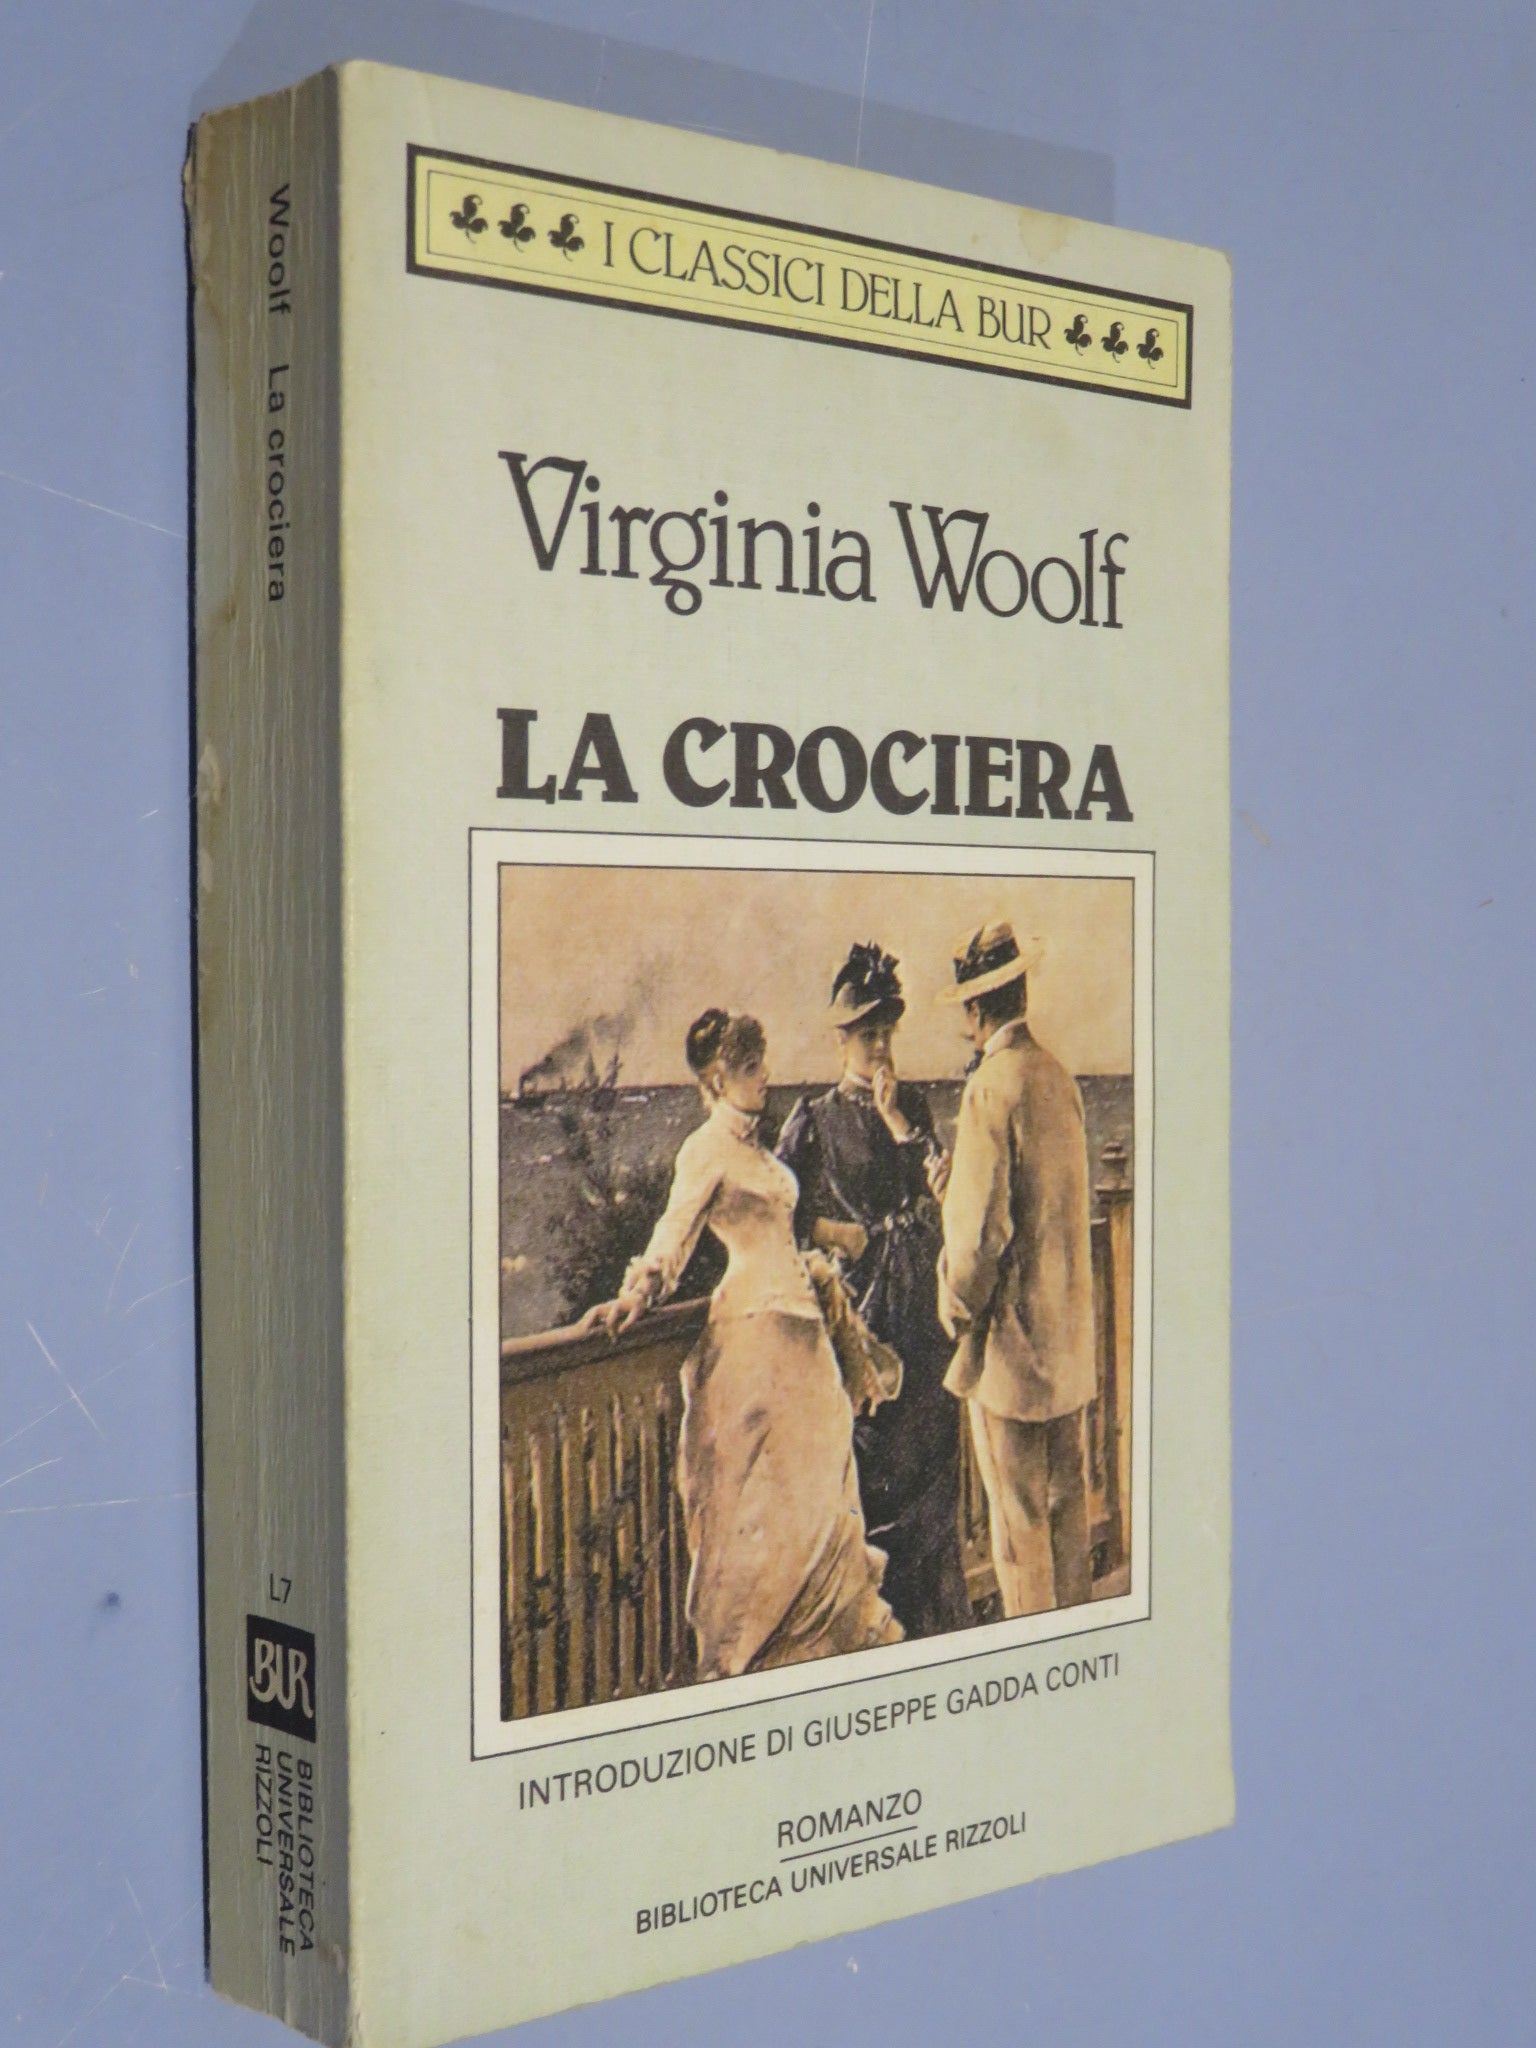 I CLASSICI DELLA BUR
Virginia Woolf
LA CROCIERA
INTRODUZIONE DI GIUSEPPE GADDA CONTI
ROMANZO
BIBLIOTECA UNIVERSALE RIZZOLI
Woolf La crociera
L7
BUR
BIBLIOTECA
UNIVERSALE
RIZZOLI